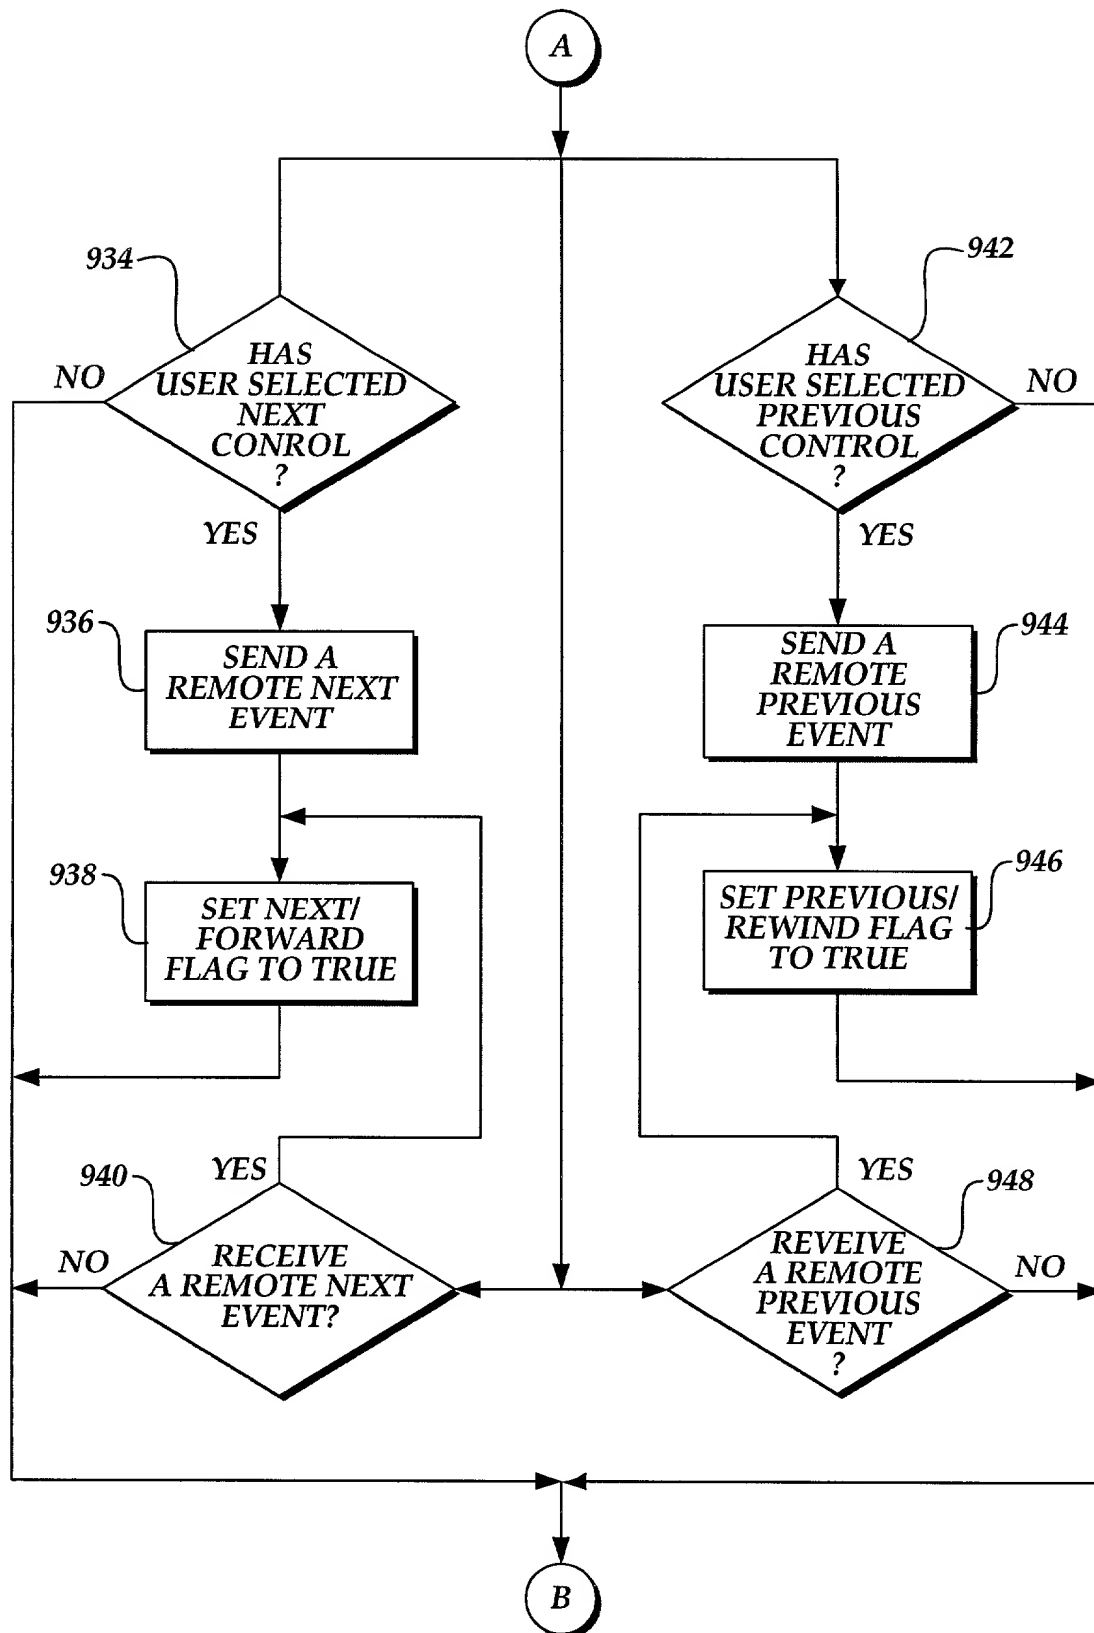 A
934
942
HAS
USER SELECTED
NEXT
CONROL
?
NO
HAS
USER SELECTED
PREVIOUS
CONTROL
?
NO
YES
YES
936
SEND A
REMOTE NEXT
EVENT
944
SEND A
REMOTE
PREVIOUS
EVENT
938
SET NEXT/
FORWARD
FLAG TO TRUE
946
SET PREVIOUS/
REWIND FLAG
TO TRUE
940
YES
YES
948
NO
RECEIVE
A REMOTE NEXT
EVENT?
REVEIVE
A REMOTE
PREVIOUS
EVENT
?
NO
B